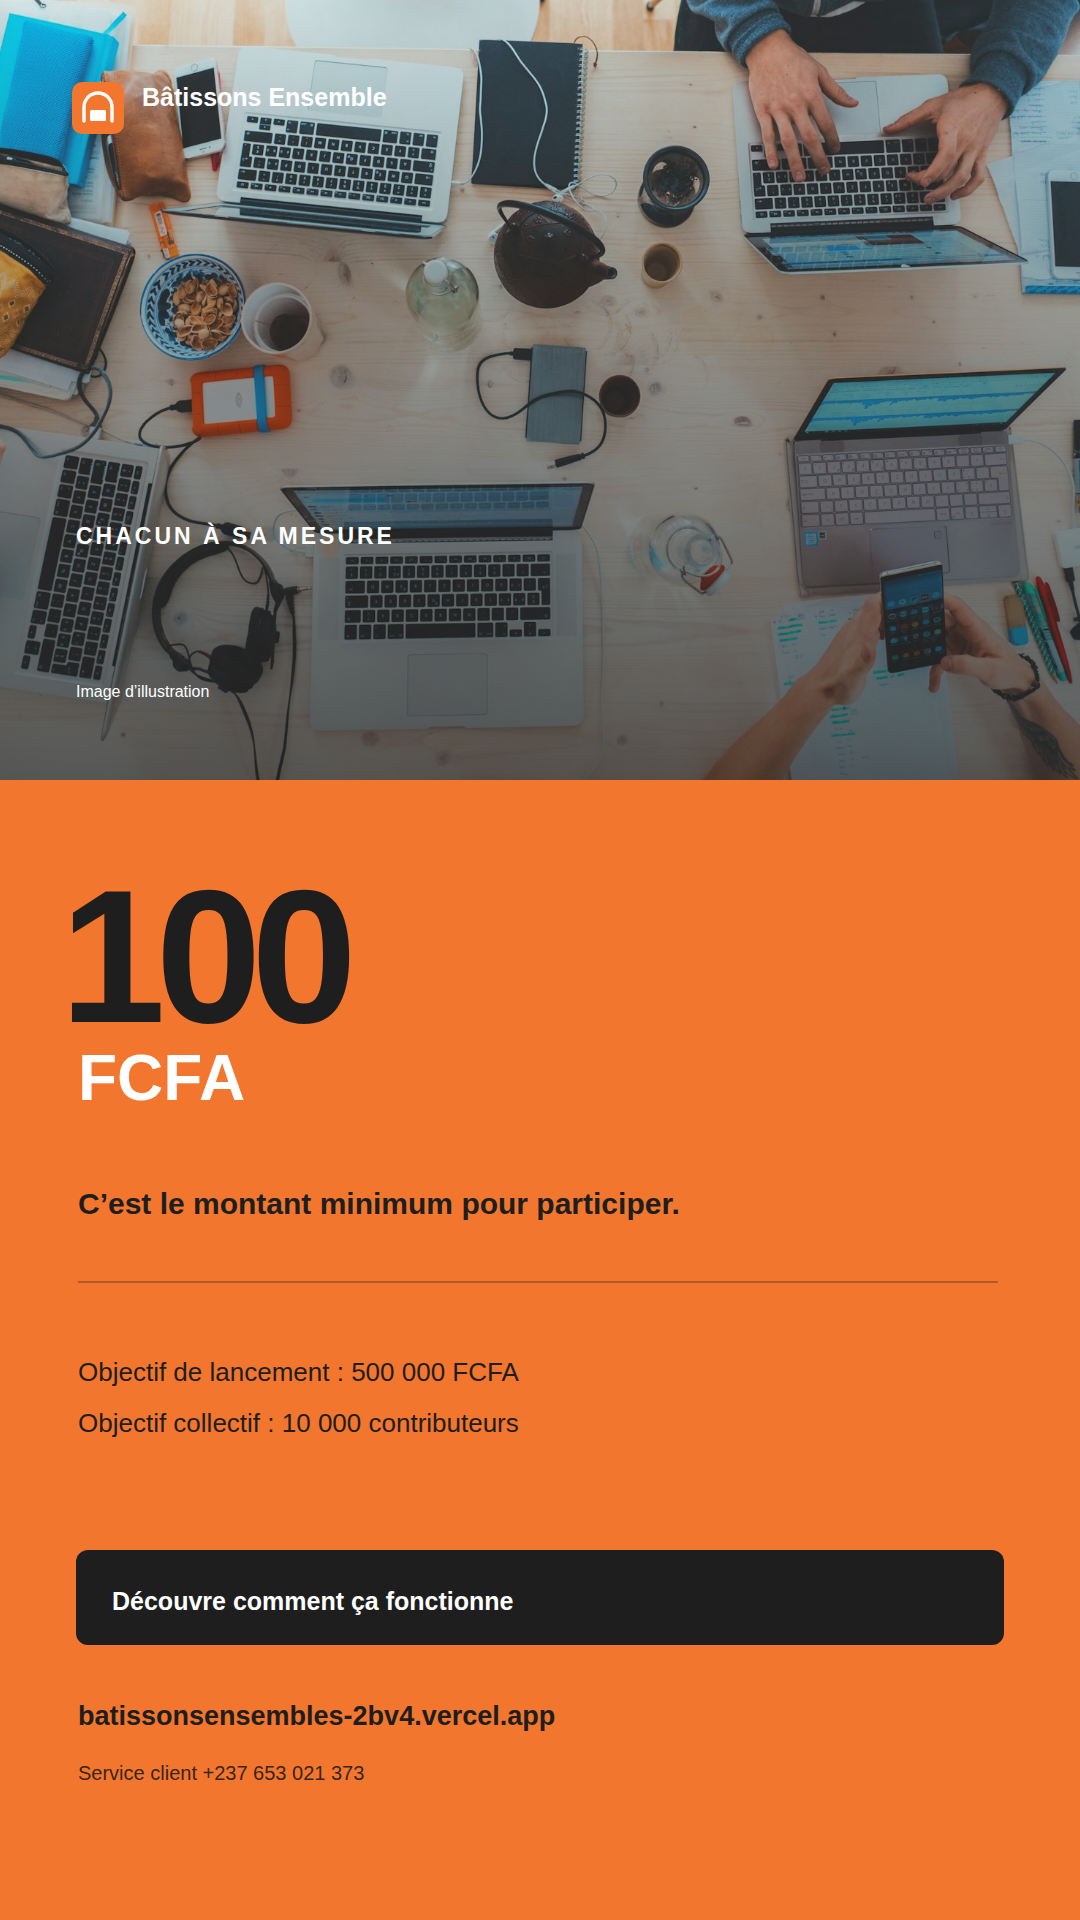 Bâtissons Ensemble
CHACUN À SA MESURE
Image d’illustration
100
FCFA
C’est le montant minimum pour participer.
Objectif de lancement : 500 000 FCFA
Objectif collectif : 10 000 contributeurs
Découvre comment ça fonctionne
batissonsensembles-2bv4.vercel.app
Service client +237 653 021 373